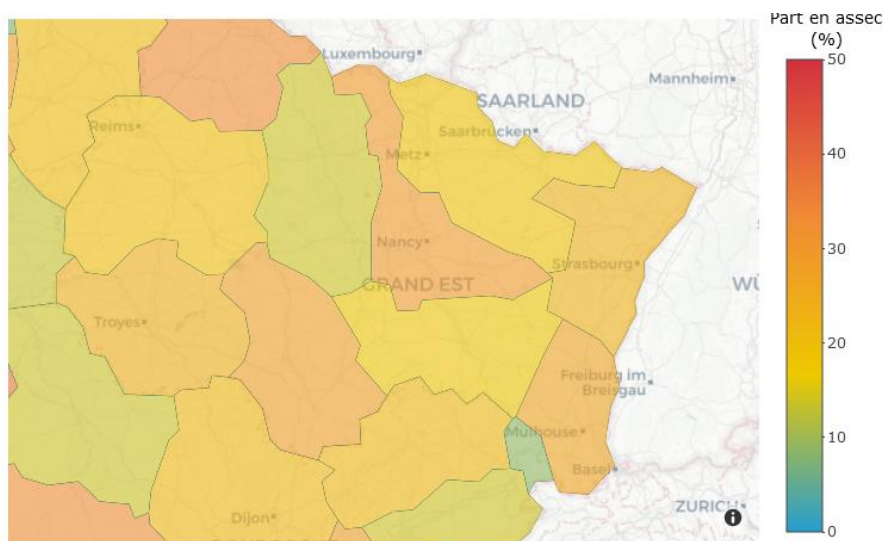 Part en assec
(%)
50
40
30
20
10
0
Luxembourg
Mannheim
SAARLAND
Reims
Saarbrücken
Metz
Nancy
Strasbourg
GRAND EST
WÜ
Troyes
Freiburg im
Breisgau
Mulhouse
Basel
Dijon
ZURICH
i